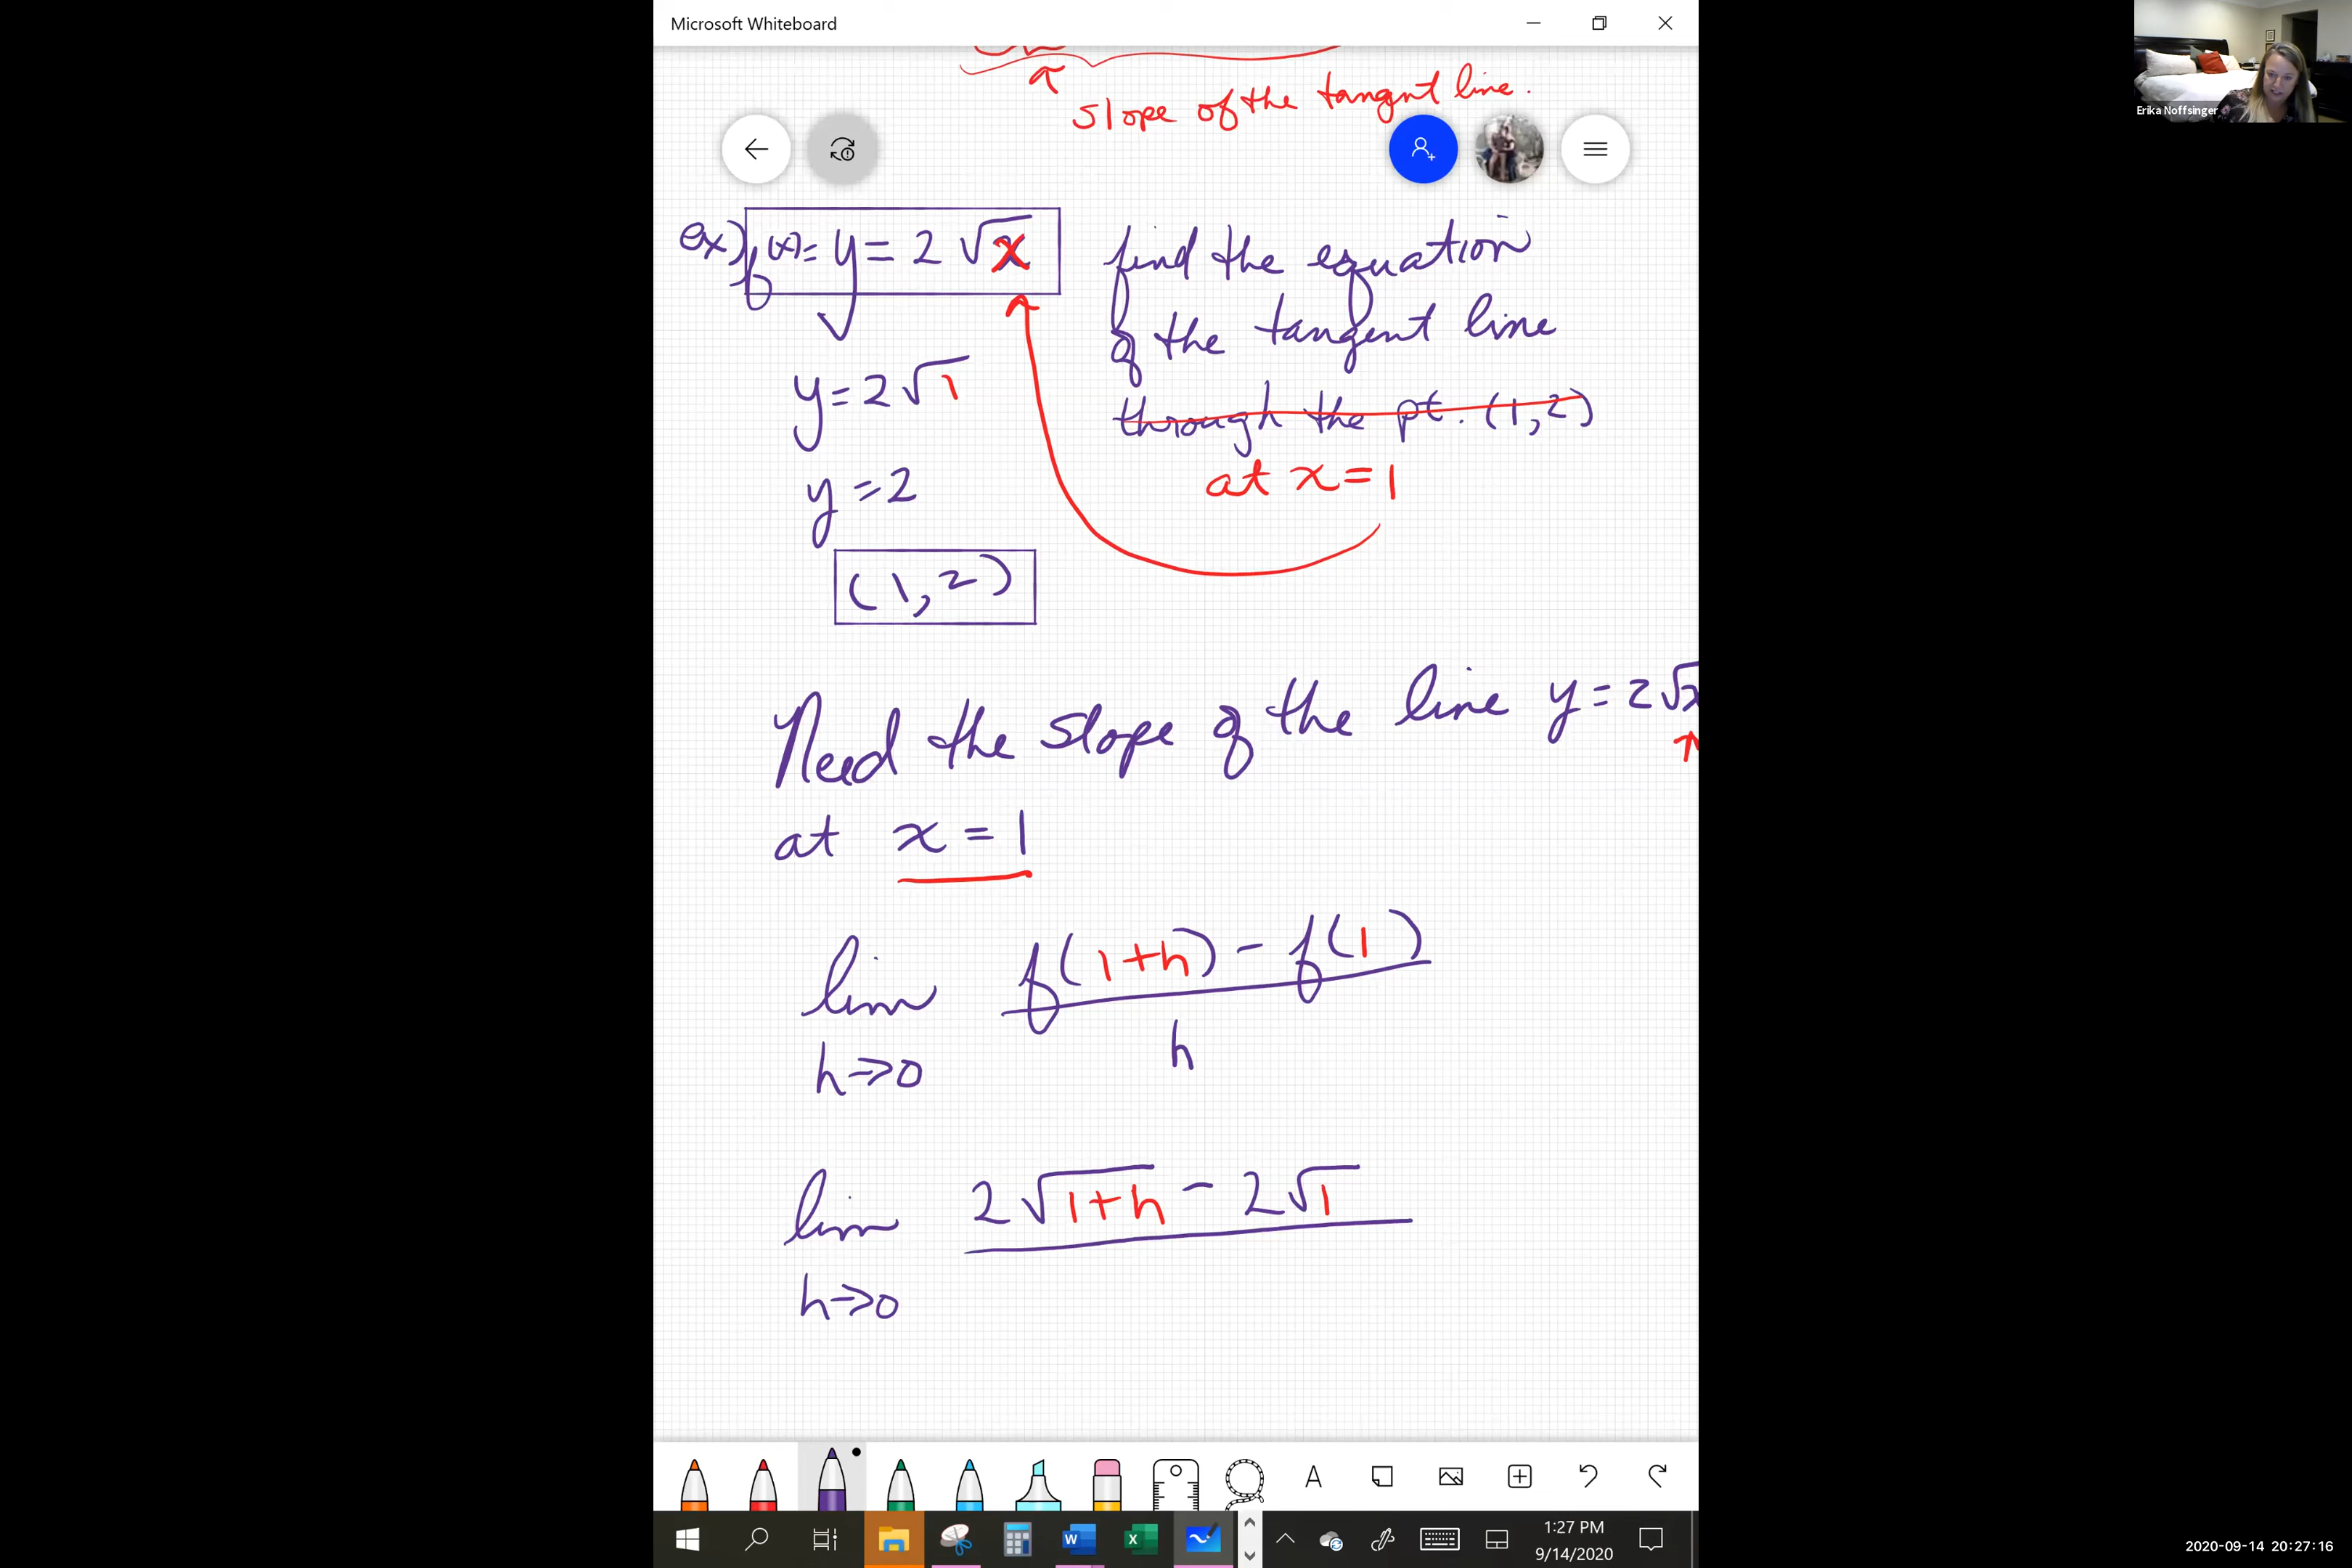 Microsoft Whiteboard
slope of the tangent line.
Erika Noffsinger
ex) f(x)= y = 2 √x
find the equation
of the tangent line
through the pt. (1,2)
at x = 1
y = 2√1
y = 2
(1, 2)
Need the slope of the line y = 2√x
at x = 1
lim f(1+h) - f(1)
h→0 h
lim 2√1+h - 2√1
h→0
A
W
X
1:27 PM
9/14/2020
2020-09-14 20:27:16